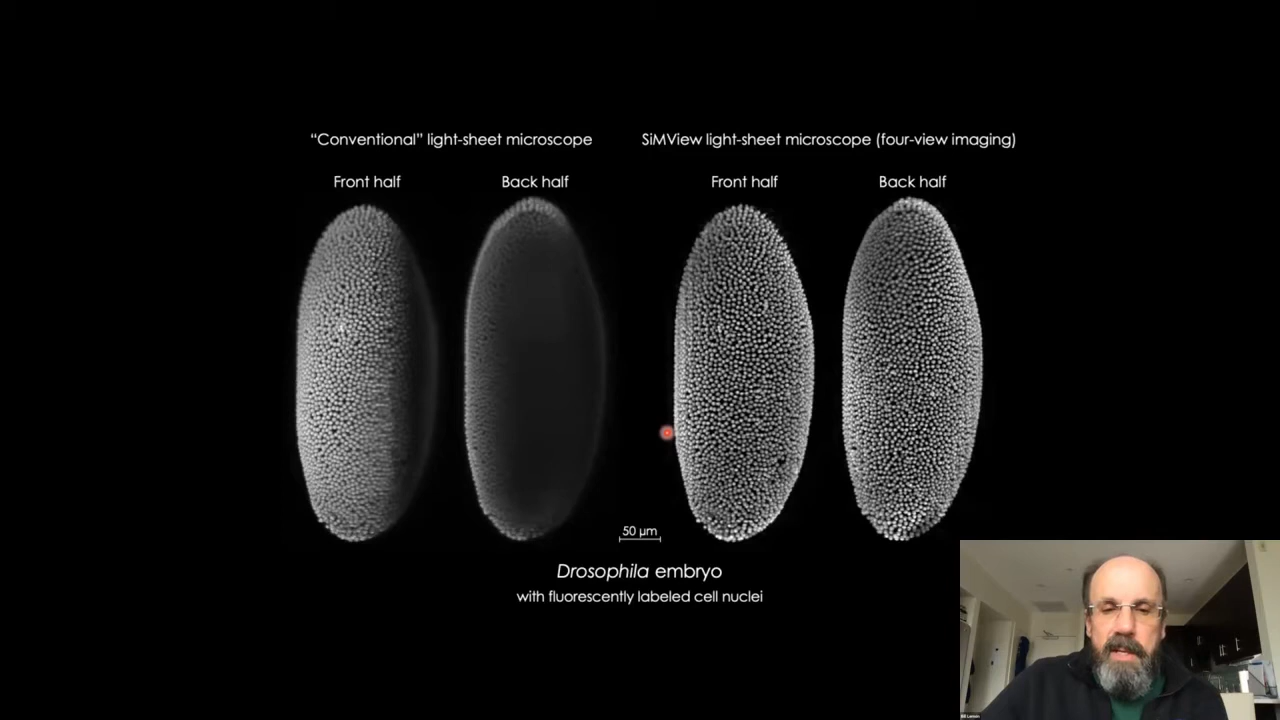 “Conventional” light-sheet microscope
SiMView light-sheet microscope (four-view imaging)
Front half
Back half
Front half
Back half
50 µm
Drosophila embryo
with fluorescently labeled cell nuclei